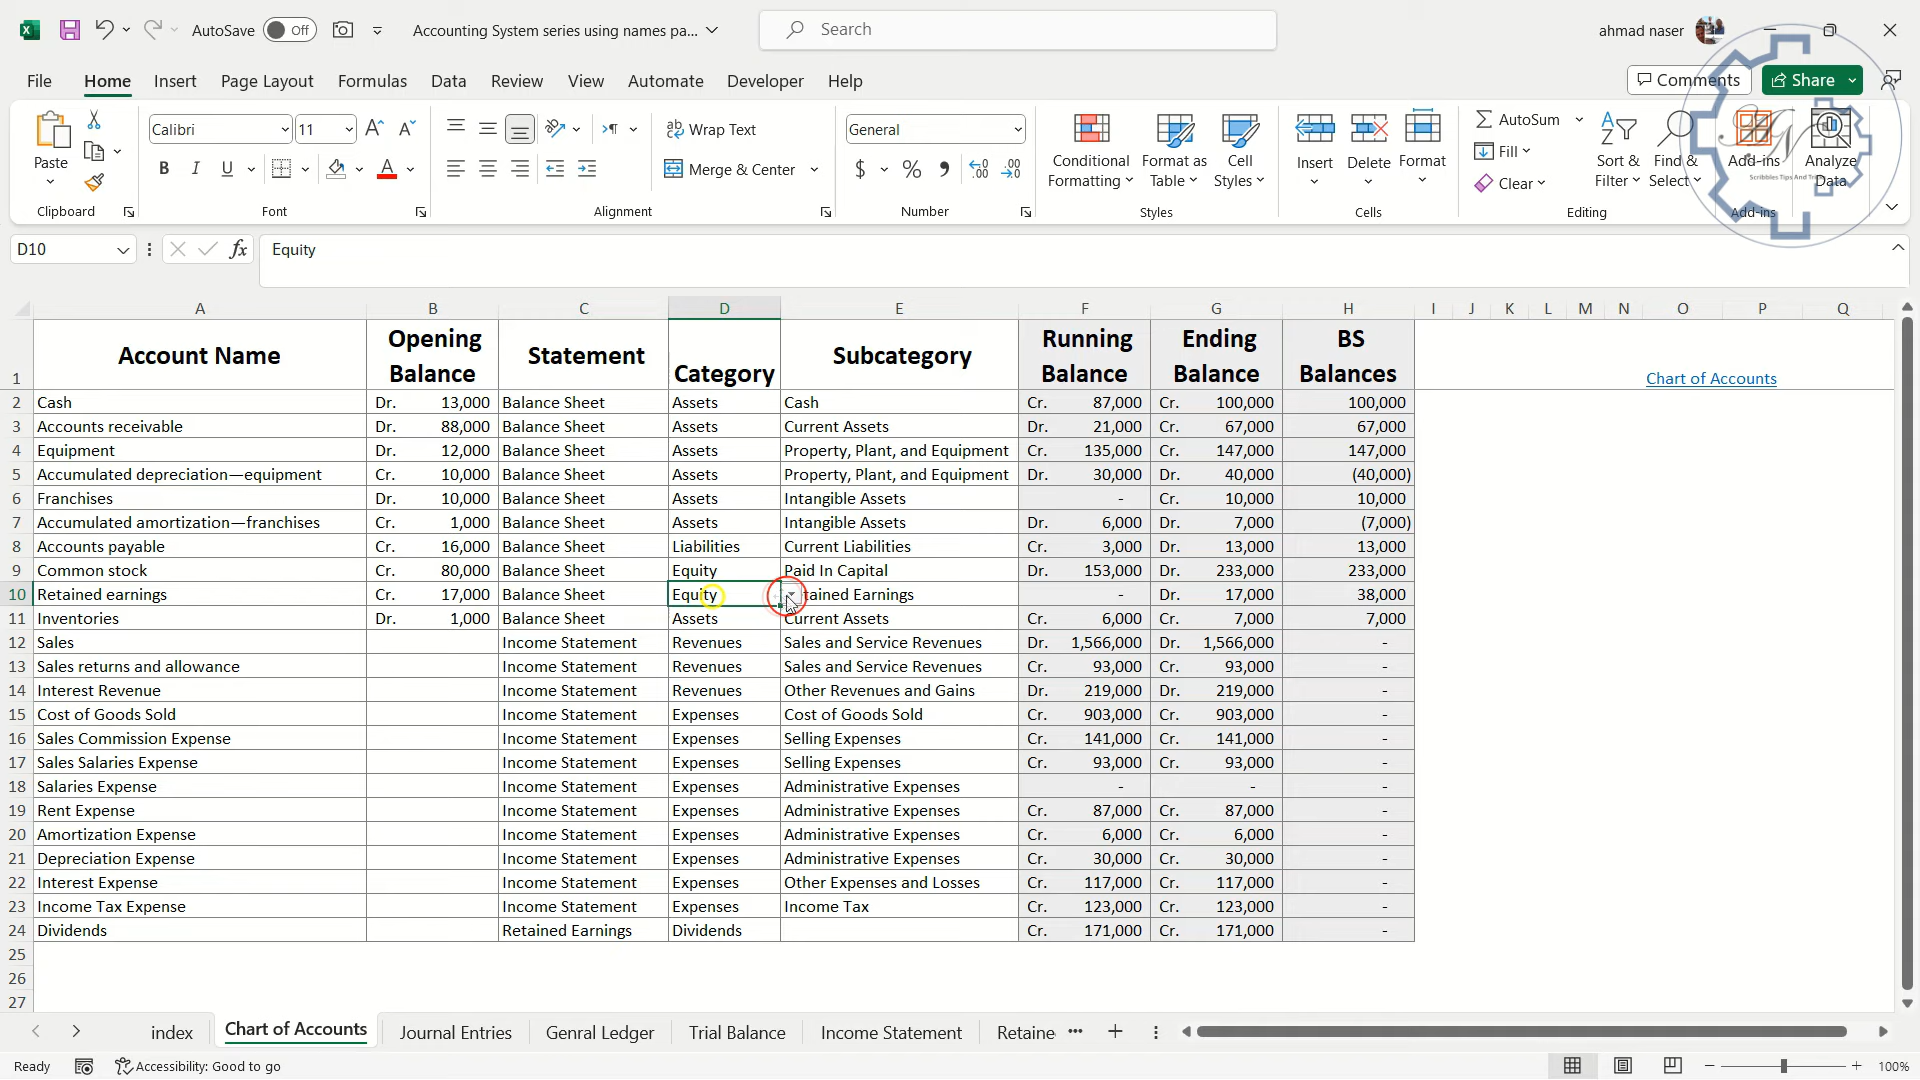 AutoSave Off Accounting System series using names pa... Search ahmad naser
File Home Insert Page Layout Formulas Data Review View Automate Developer Help Comments Share
Paste Calibri 11 Wrap Text General Conditional Formatting Format as Table Cell Styles Insert Delete Format AutoSum Sort & Filter Find & Select Add-ins Analyze Data
B I U Merge & Center $ % Fill
Clear
Scribbles Tips And Tri
Clipboard Font Alignment Number Styles Cells Editing Add-ins
D10 fx Equity
A B C D E F G H I J K L M N O P Q
1 Account Name Opening Balance Statement Category Subcategory Running Balance Ending Balance BS Balances Chart of Accounts
2 Cash Dr. 13,000 Balance Sheet Assets Cash Cr. 87,000 Cr. 100,000 100,000
3 Accounts receivable Dr. 88,000 Balance Sheet Assets Current Assets Dr. 21,000 Cr. 67,000 67,000
4 Equipment Dr. 12,000 Balance Sheet Assets Property, Plant, and Equipment Cr. 135,000 Cr. 147,000 147,000
5 Accumulated depreciation—equipment Cr. 10,000 Balance Sheet Assets Property, Plant, and Equipment Dr. 30,000 Dr. 40,000 (40,000)
6 Franchises Dr. 10,000 Balance Sheet Assets Intangible Assets - Cr. 10,000 10,000
7 Accumulated amortization—franchises Cr. 1,000 Balance Sheet Assets Intangible Assets Dr. 6,000 Dr. 7,000 (7,000)
8 Accounts payable Cr. 16,000 Balance Sheet Liabilities Current Liabilities Cr. 3,000 Dr. 13,000 13,000
9 Common stock Cr. 80,000 Balance Sheet Equity Paid In Capital Dr. 153,000 Dr. 233,000 233,000
10 Retained earnings Cr. 17,000 Balance Sheet Equity tained Earnings - Dr. 17,000 38,000
11 Inventories Dr. 1,000 Balance Sheet Assets Current Assets Cr. 6,000 Cr. 7,000 7,000
12 Sales Income Statement Revenues Sales and Service Revenues Dr. 1,566,000 Dr. 1,566,000 -
13 Sales returns and allowance Income Statement Revenues Sales and Service Revenues Cr. 93,000 Cr. 93,000 -
14 Interest Revenue Income Statement Revenues Other Revenues and Gains Dr. 219,000 Dr. 219,000 -
15 Cost of Goods Sold Income Statement Expenses Cost of Goods Sold Cr. 903,000 Cr. 903,000 -
16 Sales Commission Expense Income Statement Expenses Selling Expenses Cr. 141,000 Cr. 141,000 -
17 Sales Salaries Expense Income Statement Expenses Selling Expenses Cr. 93,000 Cr. 93,000 -
18 Salaries Expense Income Statement Expenses Administrative Expenses - - -
19 Rent Expense Income Statement Expenses Administrative Expenses Cr. 87,000 Cr. 87,000 -
20 Amortization Expense Income Statement Expenses Administrative Expenses Cr. 6,000 Cr. 6,000 -
21 Depreciation Expense Income Statement Expenses Administrative Expenses Cr. 30,000 Cr. 30,000 -
22 Interest Expense Income Statement Expenses Other Expenses and Losses Cr. 117,000 Cr. 117,000 -
23 Income Tax Expense Income Statement Expenses Income Tax Cr. 123,000 Cr. 123,000 -
24 Dividends Retained Earnings Dividends Cr. 171,000 Cr. 171,000 -
25
26
27
index Chart of Accounts Journal Entries Genral Ledger Trial Balance Income Statement Retaine ...
Ready Accessibility: Good to go 100%